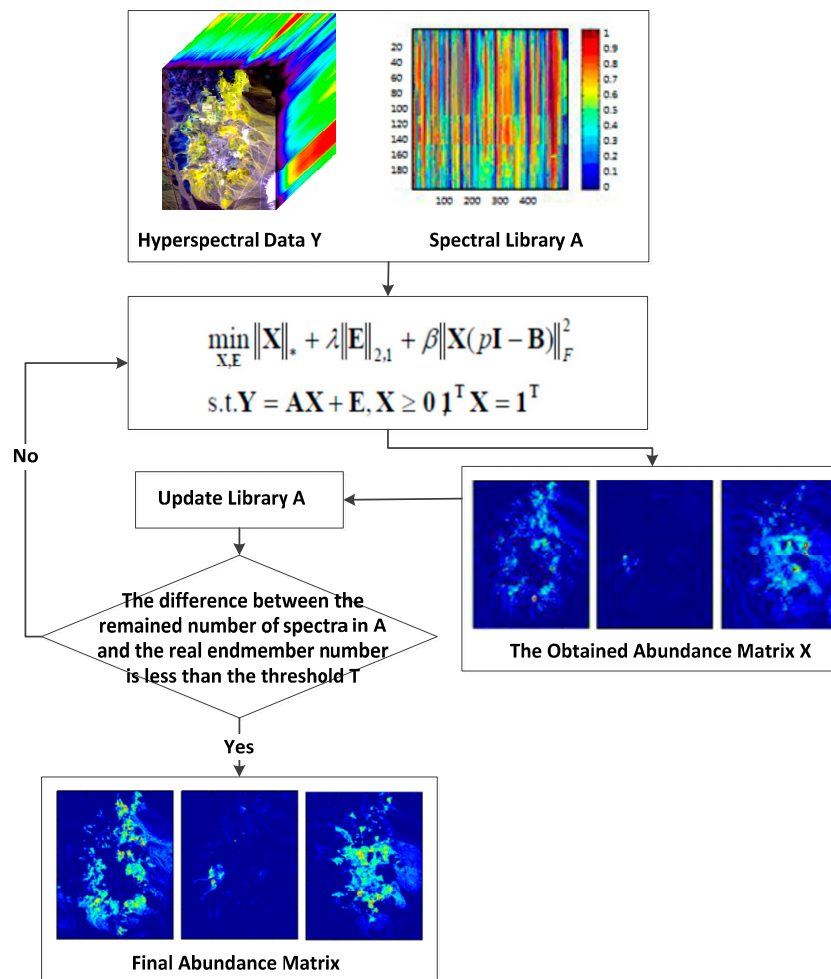 20
40
60
80
100
120
140
160
180
100 200 300 400
1
0.9
0.8
0.7
0.6
0.5
0.4
0.3
0.2
0.1
0
Hyperspectral Data Y
Spectral Library A
min X,E ‖X‖* + λ‖E‖2,1 + β‖X(pI − B)‖²F
s.t.Y = AX + E, X ≥ 0,1ᵀ X = 1ᵀ
No
Update Library A
The difference between the
remained number of spectra in A
and the real endmember number
is less than the threshold T
The Obtained Abundance Matrix X
Yes
Final Abundance Matrix